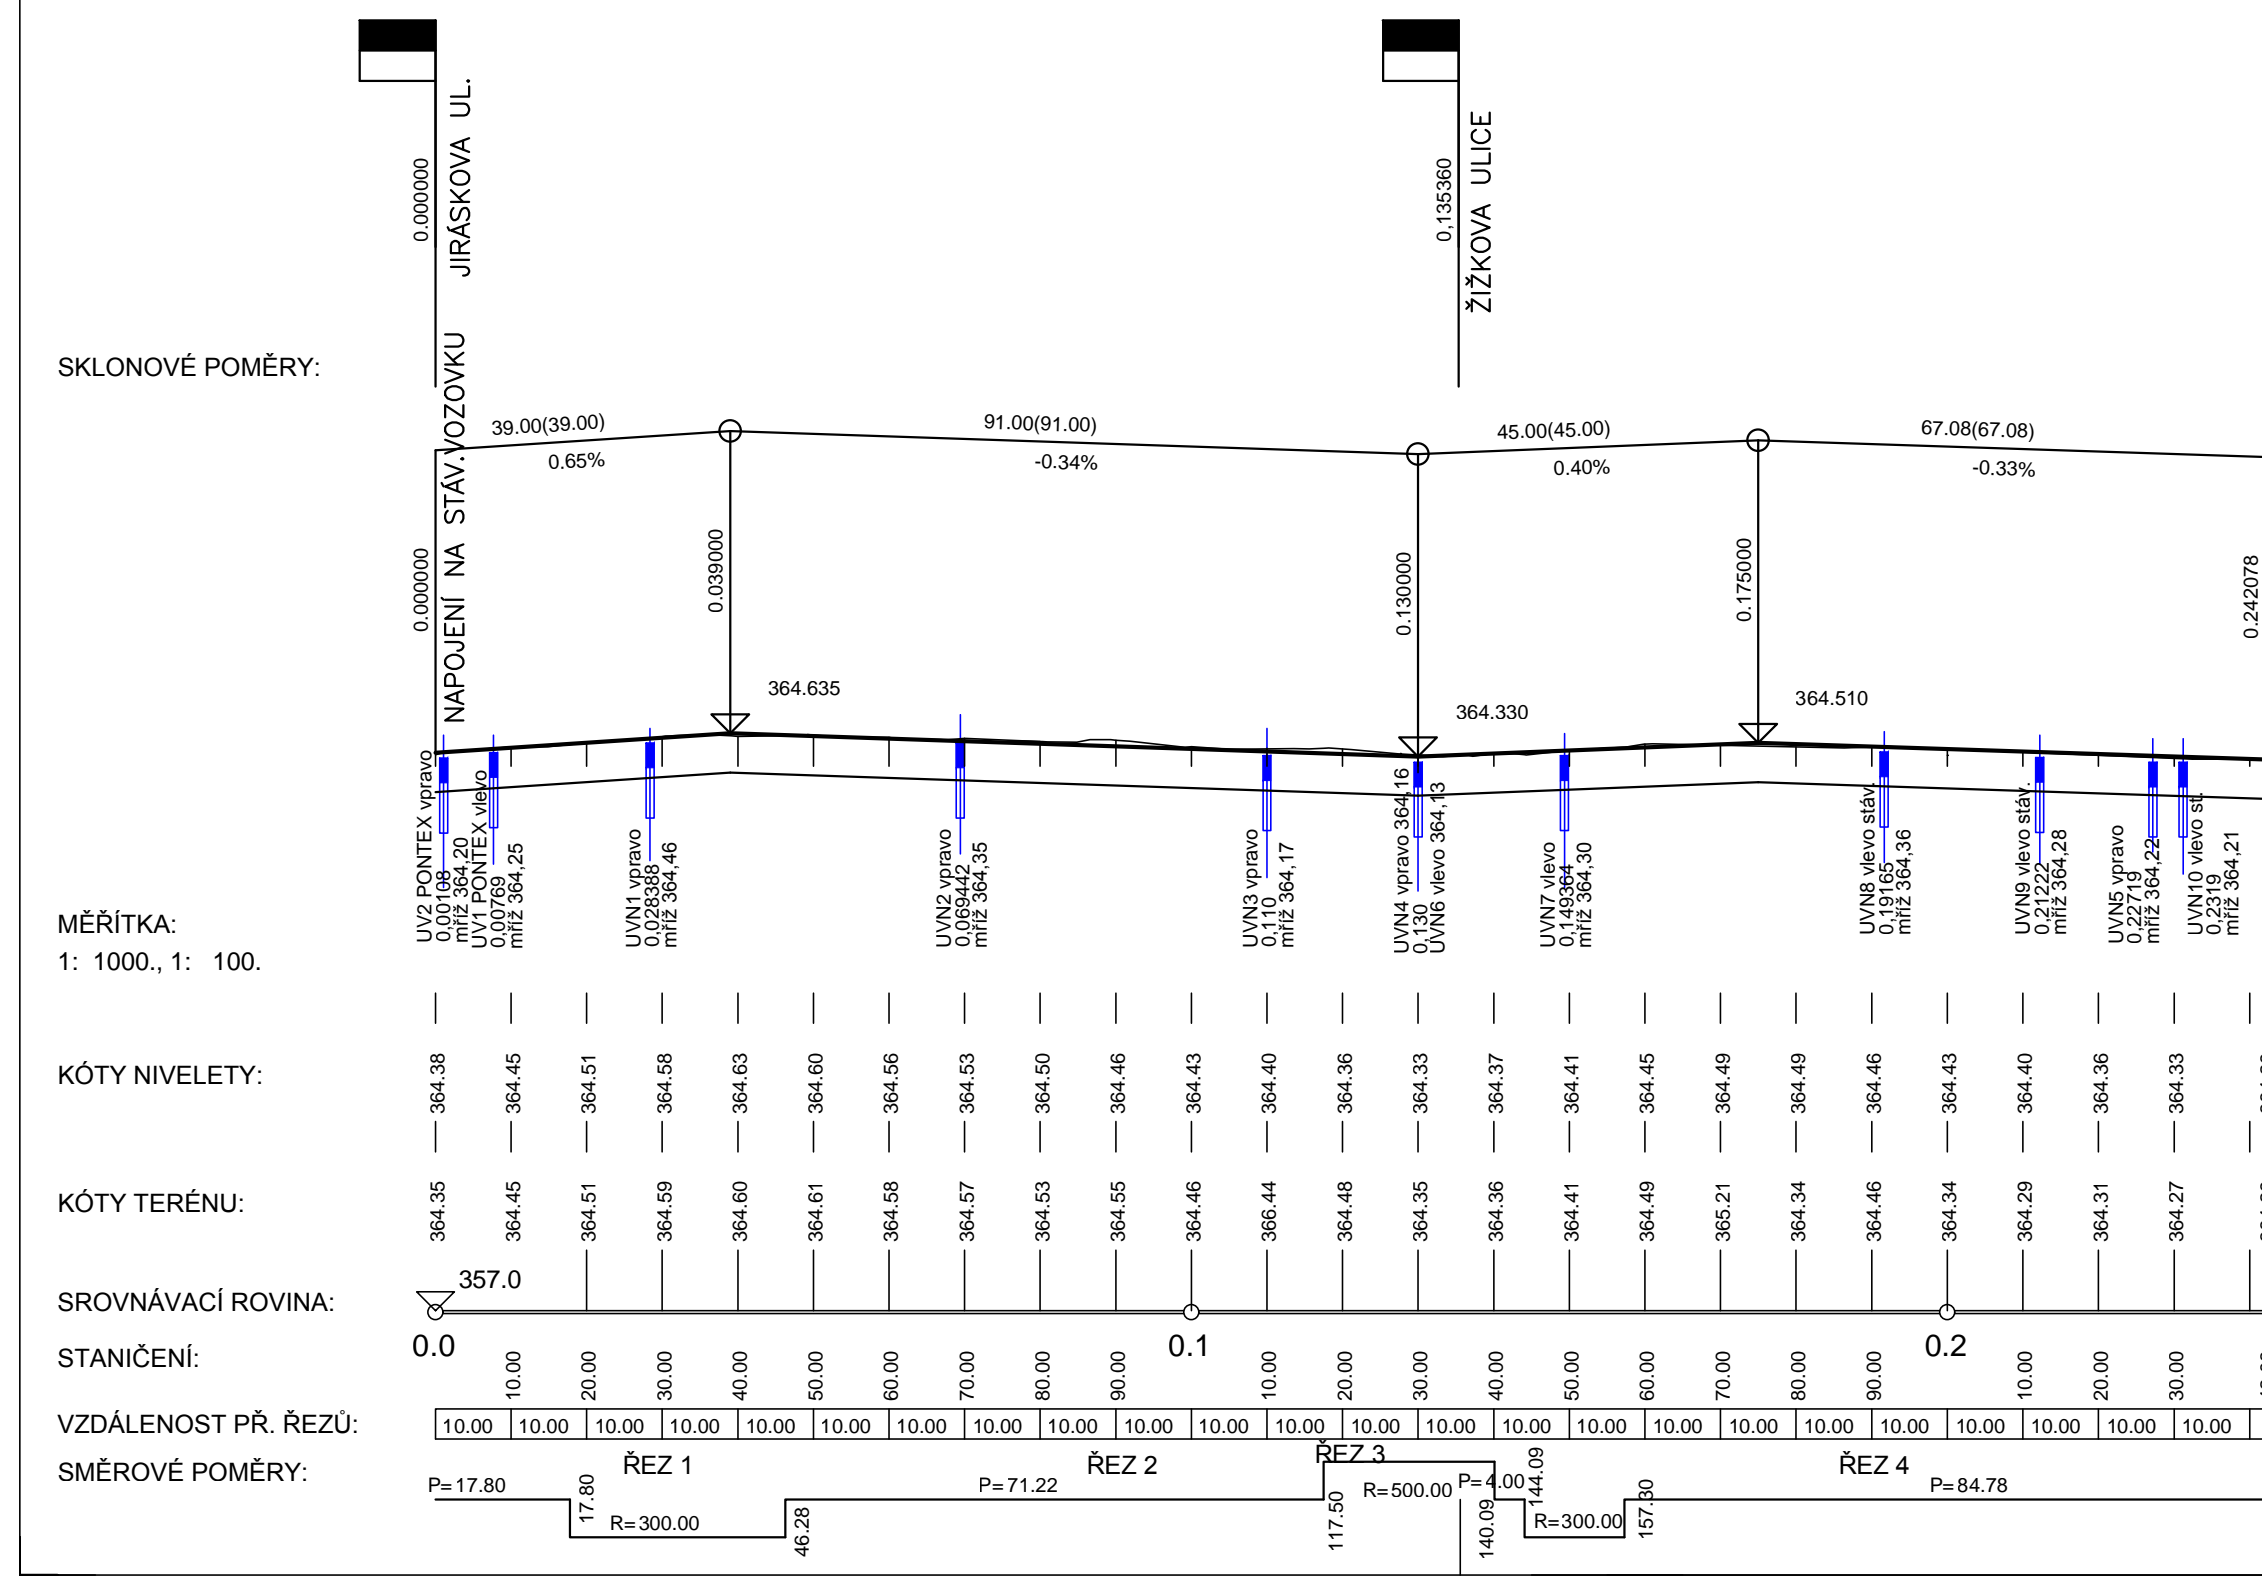 0.000000
JIRÁSKOVA UL.
0,135360
ŽIŽKOVA ULICE
SKLONOVÉ POMĚRY:
NAPOJENÍ NA STÁV.VOZOVKU
39.00(39.00)
0.65%
91.00(91.00)
-0.34%
45.00(45.00)
0.40%
67.08(67.08)
-0.33%
0.000000
0.039000
0.130000
0.175000
0.242078
364.635
364.330
364.510
UV2 PONTEX vpravo
0,00108
mříž 364,20
UV1 PONTEX vlevo
0,00769
mříž 364,25
UVN1 vpravo
0,028388
mříž 364,46
UVN2 vpravo
0,069442
mříž 364,35
UVN3 vpravo
0,110
mříž 364,17
UVN4 vpravo 364,16
0,130
UVN6 vlevo 364,13
UVN7 vlevo
0,149364
mříž 364,30
UVN8 vlevo stáv.
0,19165
mříž 364,36
UVN9 vlevo stáv.
0,21222
mříž 364,28
UVN5 vpravo
0,22719
mříž 364,22
UVN10 vlevo st.
0,2319
mříž 364,21
MĚŘÍTKA:
1: 1000., 1: 100.
KÓTY NIVELETY:
364.38 364.45 364.51 364.58 364.63 364.60 364.56 364.53 364.50 364.46 364.43 364.40 364.36 364.33 364.37 364.41 364.45 364.49 364.49 364.46 364.43 364.40 364.36 364.33
KÓTY TERÉNU:
364.35 364.45 364.51 364.59 364.60 364.61 364.58 364.57 364.53 364.55 364.46 366.44 364.48 364.35 364.36 364.41 364.49 365.21 364.34 364.46 364.34 364.29 364.31 364.27
SROVNÁVACÍ ROVINA:
357.0
STANIČENÍ:
0.0 10.00 20.00 30.00 40.00 50.00 60.00 70.00 80.00 90.00 0.1 10.00 20.00 30.00 40.00 50.00 60.00 70.00 80.00 90.00 0.2 10.00 20.00 30.00
VZDÁLENOST PŘ. ŘEZŮ:
10.00 10.00 10.00 10.00 10.00 10.00 10.00 10.00 10.00 10.00 10.00 10.00 10.00 10.00 10.00 10.00 10.00 10.00 10.00 10.00 10.00 10.00 10.00 10.00
SMĚROVÉ POMĚRY:
ŘEZ 1
ŘEZ 2
ŘEZ 3
ŘEZ 4
P=17.80
17.80
R=300.00
46.28
P=71.22
117.50
R=500.00
140.09
P=4.00
144.09
R=300.00
157.30
P=84.78